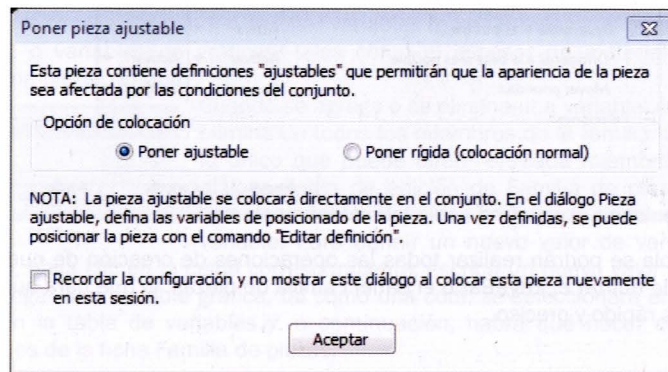 Poner pieza ajustable
Esta pieza contiene definiciones "ajustables" que permitirán que la apariencia de la pieza
sea afectada por las condiciones del conjunto.
Opción de colocación
Poner ajustable
Poner rígida (colocación normal)
NOTA: La pieza ajustable se colocará directamente en el conjunto. En el diálogo Pieza
ajustable, defina las variables de posicionado de la pieza. Una vez definidas, se puede
posicionar la pieza con el comando "Editar definición".
Recordar la configuración y no mostrar este diálogo al colocar esta pieza nuevamente
en esta sesión.
Aceptar